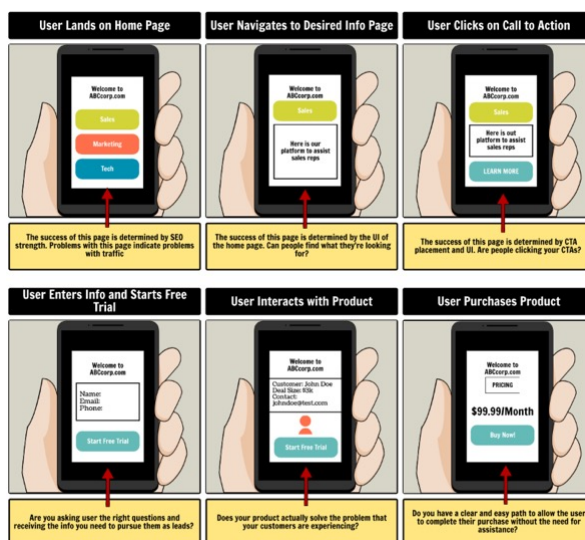 User Lands on Home Page
User Navigates to Desired Info Page
User Clicks on Call to Action
Welcome to
ABCcorp.com
Sales
Marketing
Tech
Welcome to
ABCcorp.com
Sales
Here is our
platform to assist
sales reps
Welcome to
ABCcorp.com
Sales
Here is out
platform to assist
sales reps
LEARN MORE
The success of this page is determined by SEO
strength. Problems with this page indicate problems
with traffic
The success of this page is determined by the UI of
the home page. Can people find what they're looking
for?
The success of this page is determined by CTA
placement and UI. Are people clicking your CTAs?
User Enters Info and Starts Free
Trial
User Interacts with Product
User Purchases Product
Welcome to
ABCcorp.com
Name:
Email:
Phone:
Start Free Trial
Welcome to
ABCcorp.com
Customer: John Doe
Deal Size: $5k
Contact:
johndoe@test.com
Start Free Trial
Welcome to
ABCcorp.com
PRICING
$99.99/Month
Buy Now!
Are you asking user the right questions and
receiving the info you need to pursue them as leads?
Does your product actually solve the problem that
your customers are experiencing?
Do you have a clear and easy path to allow the user
to complete their purchase without the need for
assistance?